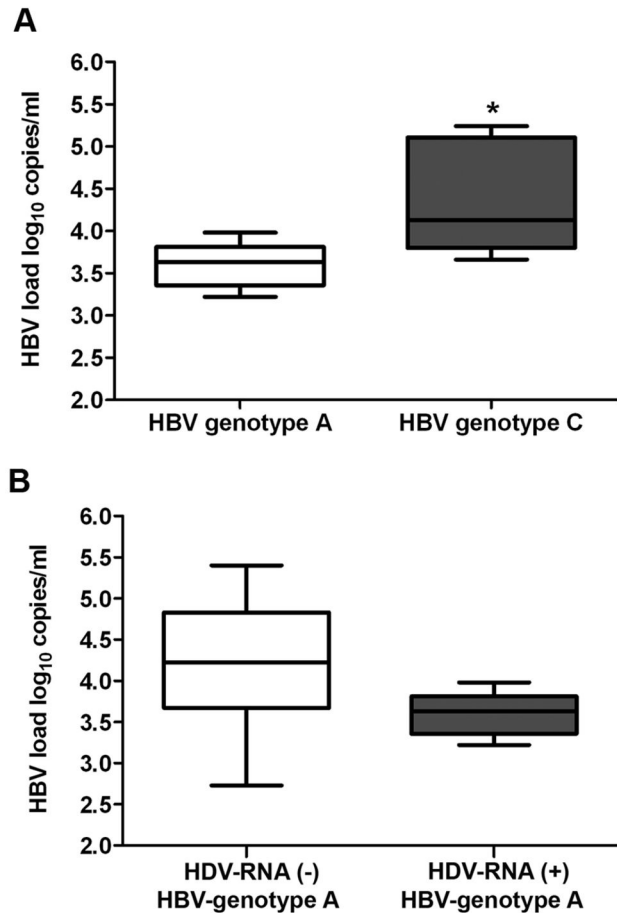 A
HBV load log₁₀ copies/ml
6.0
5.5
5.0
4.5
4.0
3.5
3.0
2.5
2.0
*
HBV genotype A
HBV genotype C
B
HBV load log₁₀ copies/ml
6.0
5.5
5.0
4.5
4.0
3.5
3.0
2.5
2.0
HDV-RNA (-)
HBV-genotype A
HDV-RNA (+)
HBV-genotype A